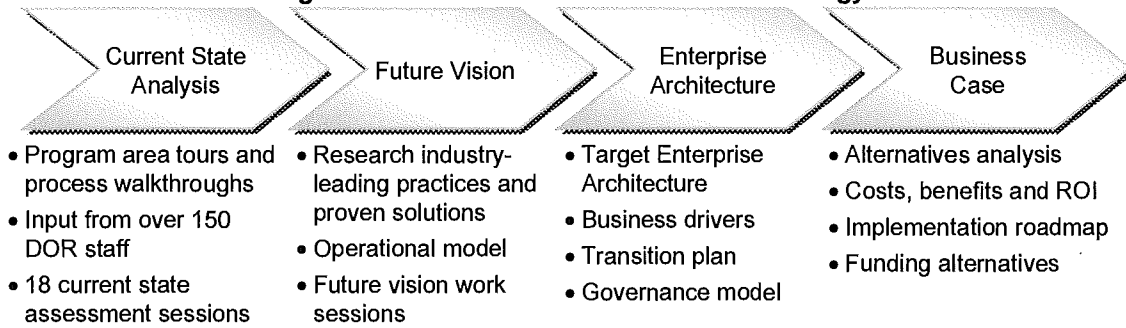 Current State
Analysis
Future Vision
Enterprise
Architecture
Business
Case
• Program area tours and
process walkthroughs
• Input from over 150
DOR staff
• 18 current state
assessment sessions
• Research industry-
leading practices and
proven solutions
• Operational model
• Future vision work
sessions
• Target Enterprise
Architecture
• Business drivers
• Transition plan
• Governance model
• Alternatives analysis
• Costs, benefits and ROI
• Implementation roadmap
• Funding alternatives